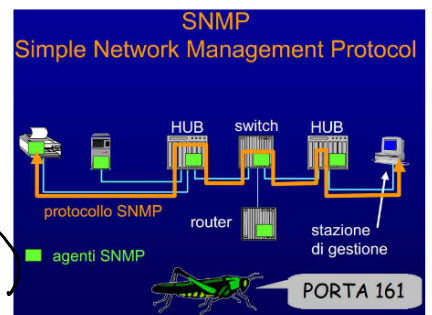 SNMP
Simple Network Management Protocol
HUB
switch
HUB
protocollo SNMP
router
stazione
di gestione
agenti SNMP
PORTA 161